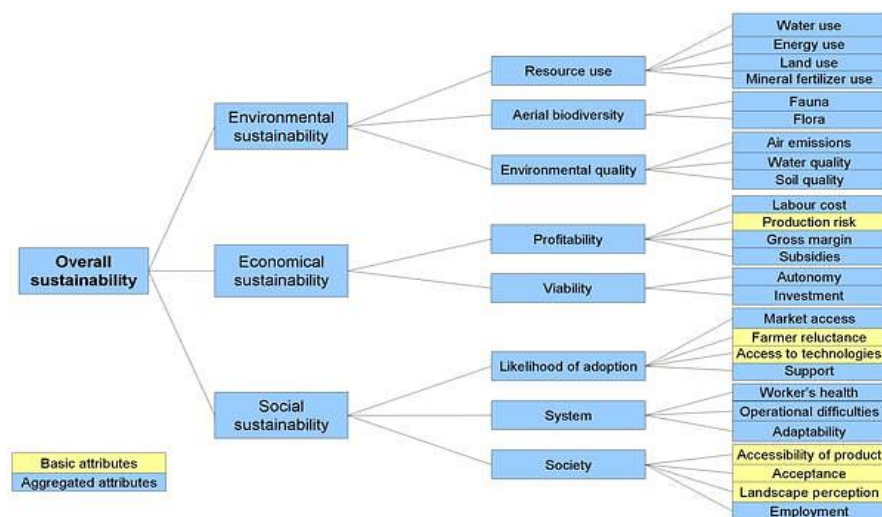 Water use
Energy use
Land use
Mineral fertilizer use
Resource use
Fauna
Flora
Aerial biodiversity
Environmental
sustainability
Air emissions
Water quality
Soil quality
Environmental quality
Labour cost
Production risk
Gross margin
Subsidies
Profitability
Overall
sustainability
Economical
sustainability
Autonomy
Investment
Viability
Market access
Farmer reluctance
Access to technologies
Support
Likelihood of adoption
Social
sustainability
Worker's health
Operational difficulties
Adaptability
System
Accessibility of product
Acceptance
Landscape perception
Employment
Society
Basic attributes
Aggregated attributes